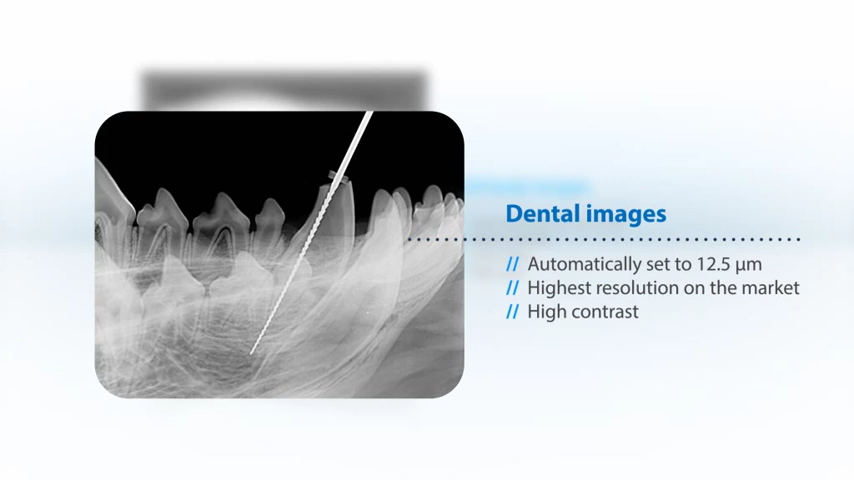 Dental images
// Automatically set to 12.5 µm
// Highest resolution on the market
// High contrast